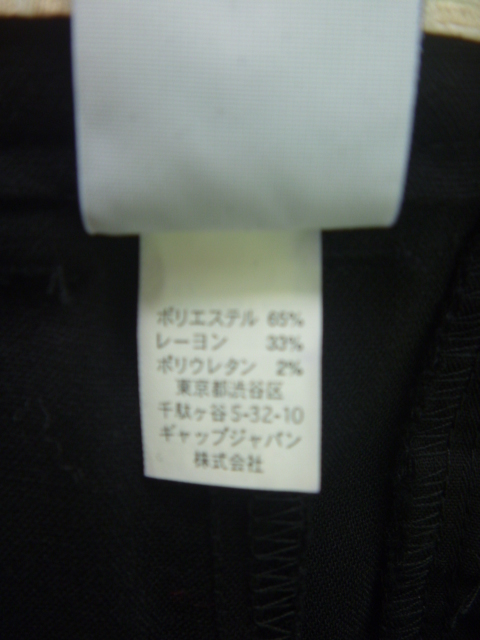 ポリエステル 65%
レーヨン 33%
ポリウレタン 2%
東京都渋谷区
千駄ヶ谷5-32-10
ギャップジャパン
株式会社